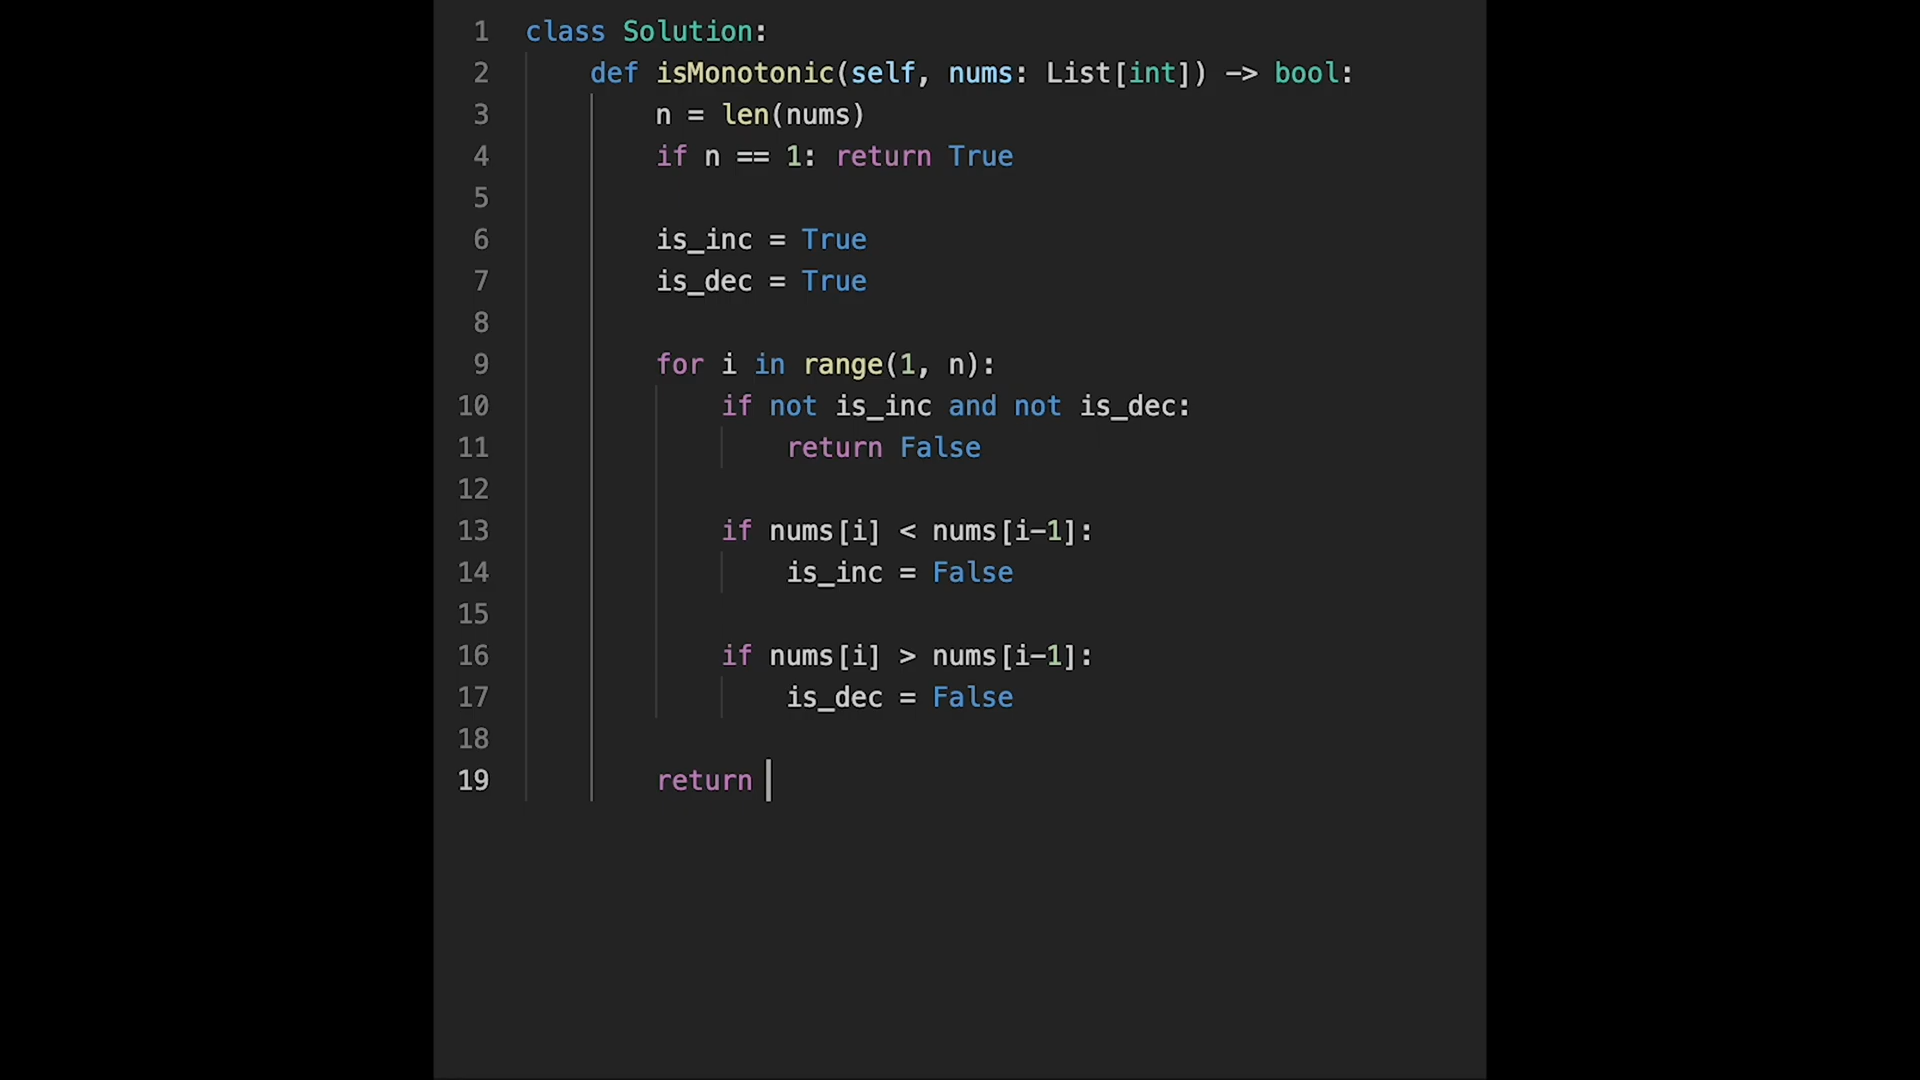 1 class Solution:
2     def isMonotonic(self, nums: List[int]) -> bool:
3         n = len(nums)
4         if n == 1: return True
5
6         is_inc = True
7         is_dec = True
8
9         for i in range(1, n):
10             if not is_inc and not is_dec:
11                 return False
12
13             if nums[i] < nums[i-1]:
14                 is_inc = False
15
16             if nums[i] > nums[i-1]:
17                 is_dec = False
18
19         return